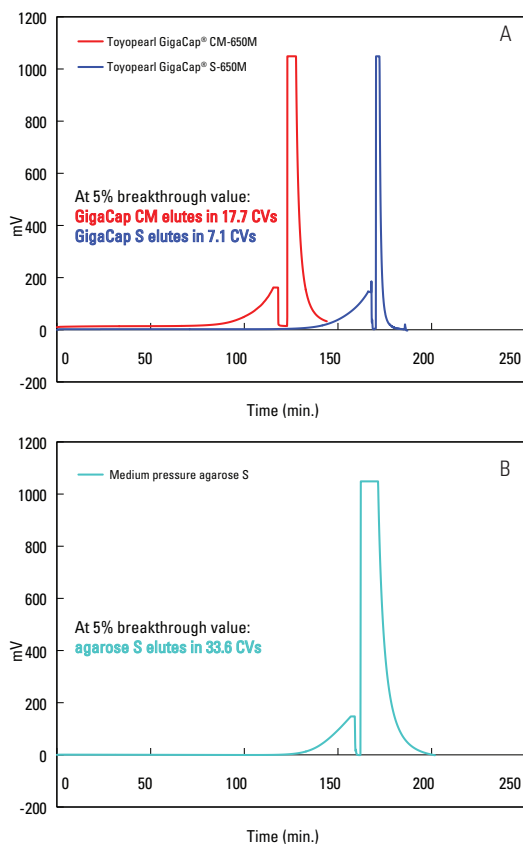 1200
A
Toyopearl GigaCap® CM-650M
1000
Toyopearl GigaCap® S-650M
800
600
At 5% breakthrough value:
GigaCap CM elutes in 17.7 CVs
mV
400
GigaCap S elutes in 7.1 CVs
200
0
0 50 100 150 200 250
-200
Time (min.)
1200
B
Medium pressure agarose S
1000
800
600
At 5% breakthrough value:
mV
400
agarose S elutes in 33.6 CVs
200
0
0 50 100 150 200 250
-200
Time (min.)